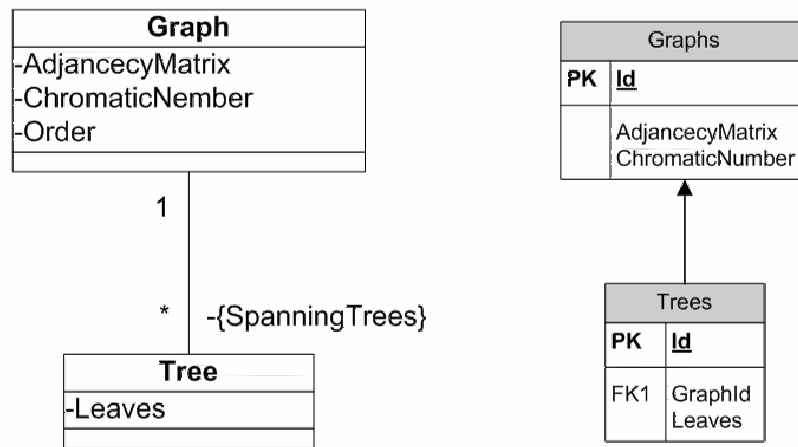 Graph
-AdjancecyMatrix
-ChromaticNember
-Order
1
* -{SpanningTrees}
Tree
-Leaves
Graphs
PK Id
AdjancecyMatrix
ChromaticNumber
Trees
PK Id
FK1 GraphId
Leaves